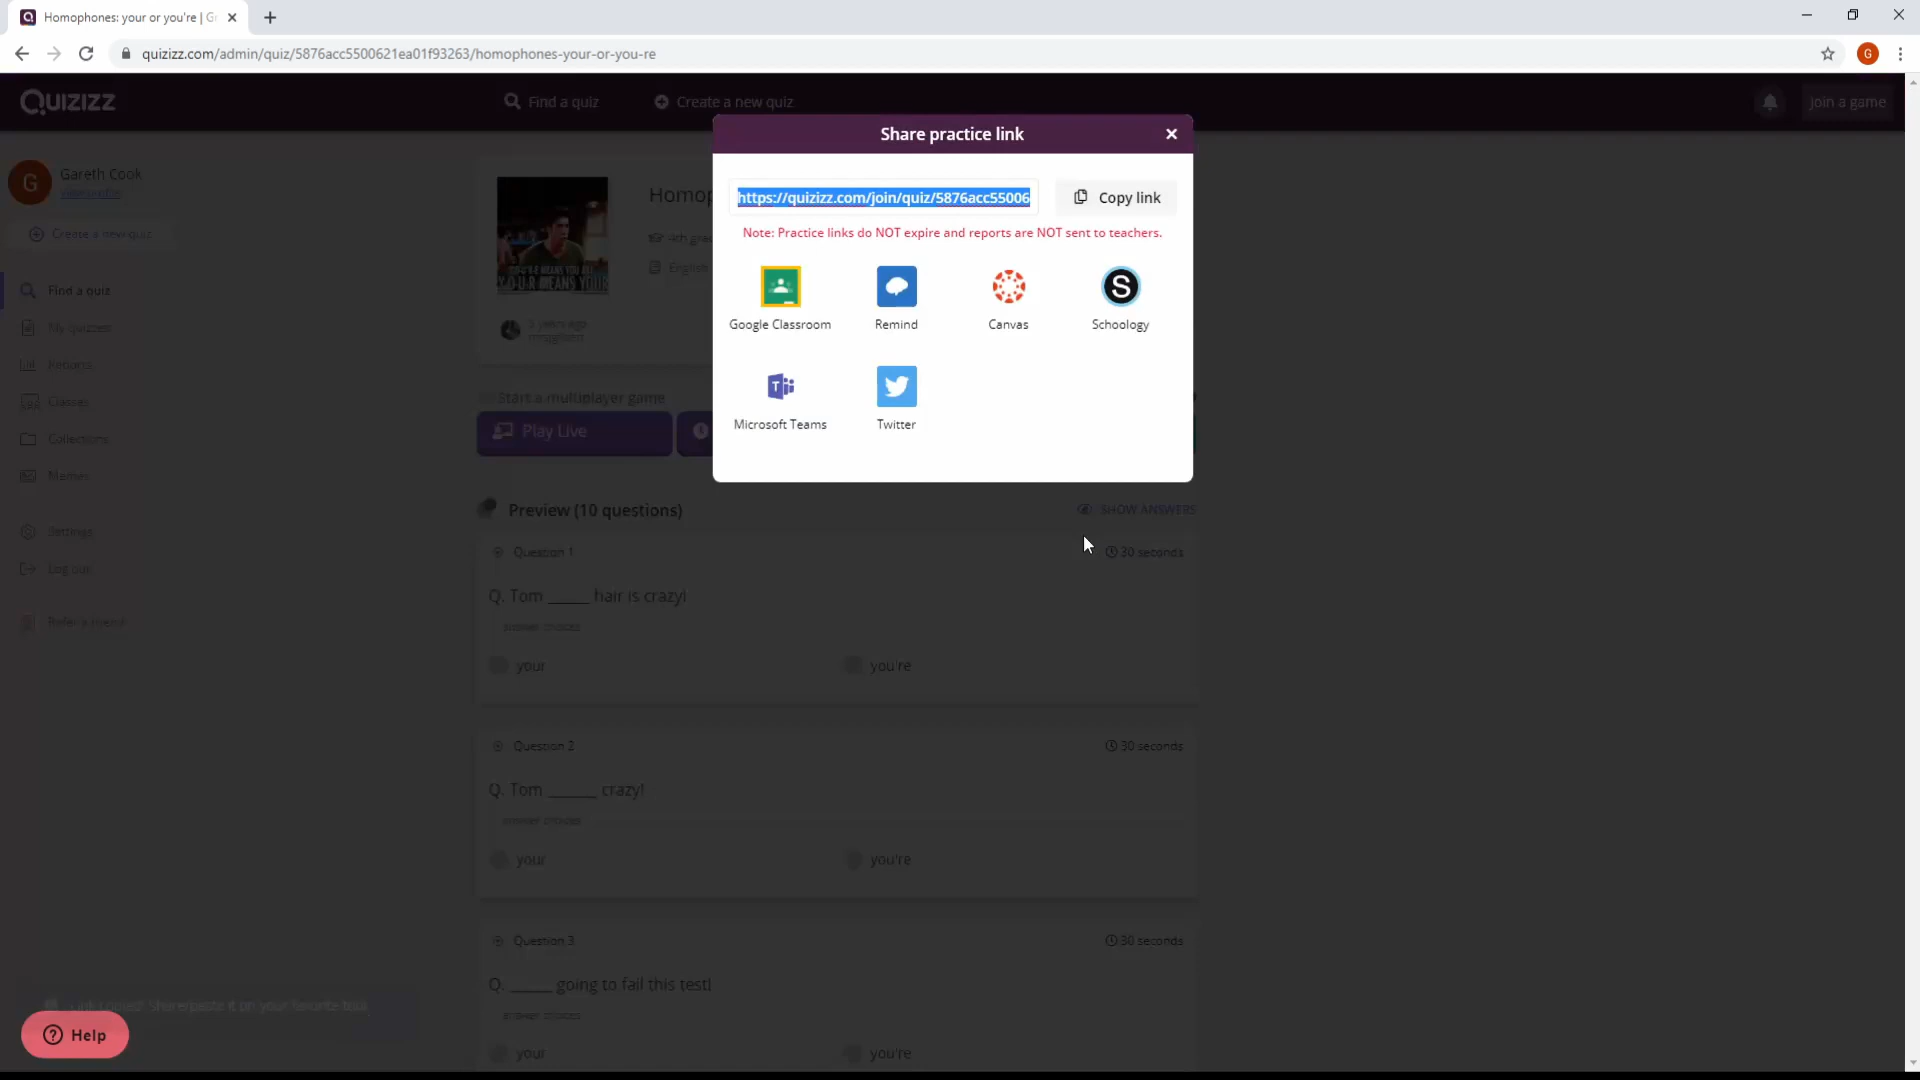 Homophones: your or you're | G
quizizz.com/admin/quiz/5876acc5500621ea01f93263/homophones-your-or-you-re
G
Quizizz
Find a quiz
Create a new quiz
Join a game
Share practice link
https://quizizz.com/join/quiz/5876acc55006
Copy link
Note: Practice links do NOT expire and reports are NOT sent to teachers.
Google Classroom
Remind
Canvas
Schoology
Microsoft Teams
Twitter
G
Gareth Cook
Create a new quiz
Find a quiz
My quizzes
Reports
Classes
Collections
Memes
Settings
Log out
Refer a friend
Homop
4th gra
English
Y.O.U.R MEANS YOUR
5 years ago
Start a multiplayer game
Play Live
Preview (10 questions)
SHOW ANSWERS
Question 1
30 seconds
Q. Tom _____ hair is crazy!
answer choices
your
you're
Question 2
30 seconds
Q. Tom ______ crazy!
answer choices
your
you're
Question 3
30 seconds
Q. _____ going to fail this test!
answer choices
your
you're
Help